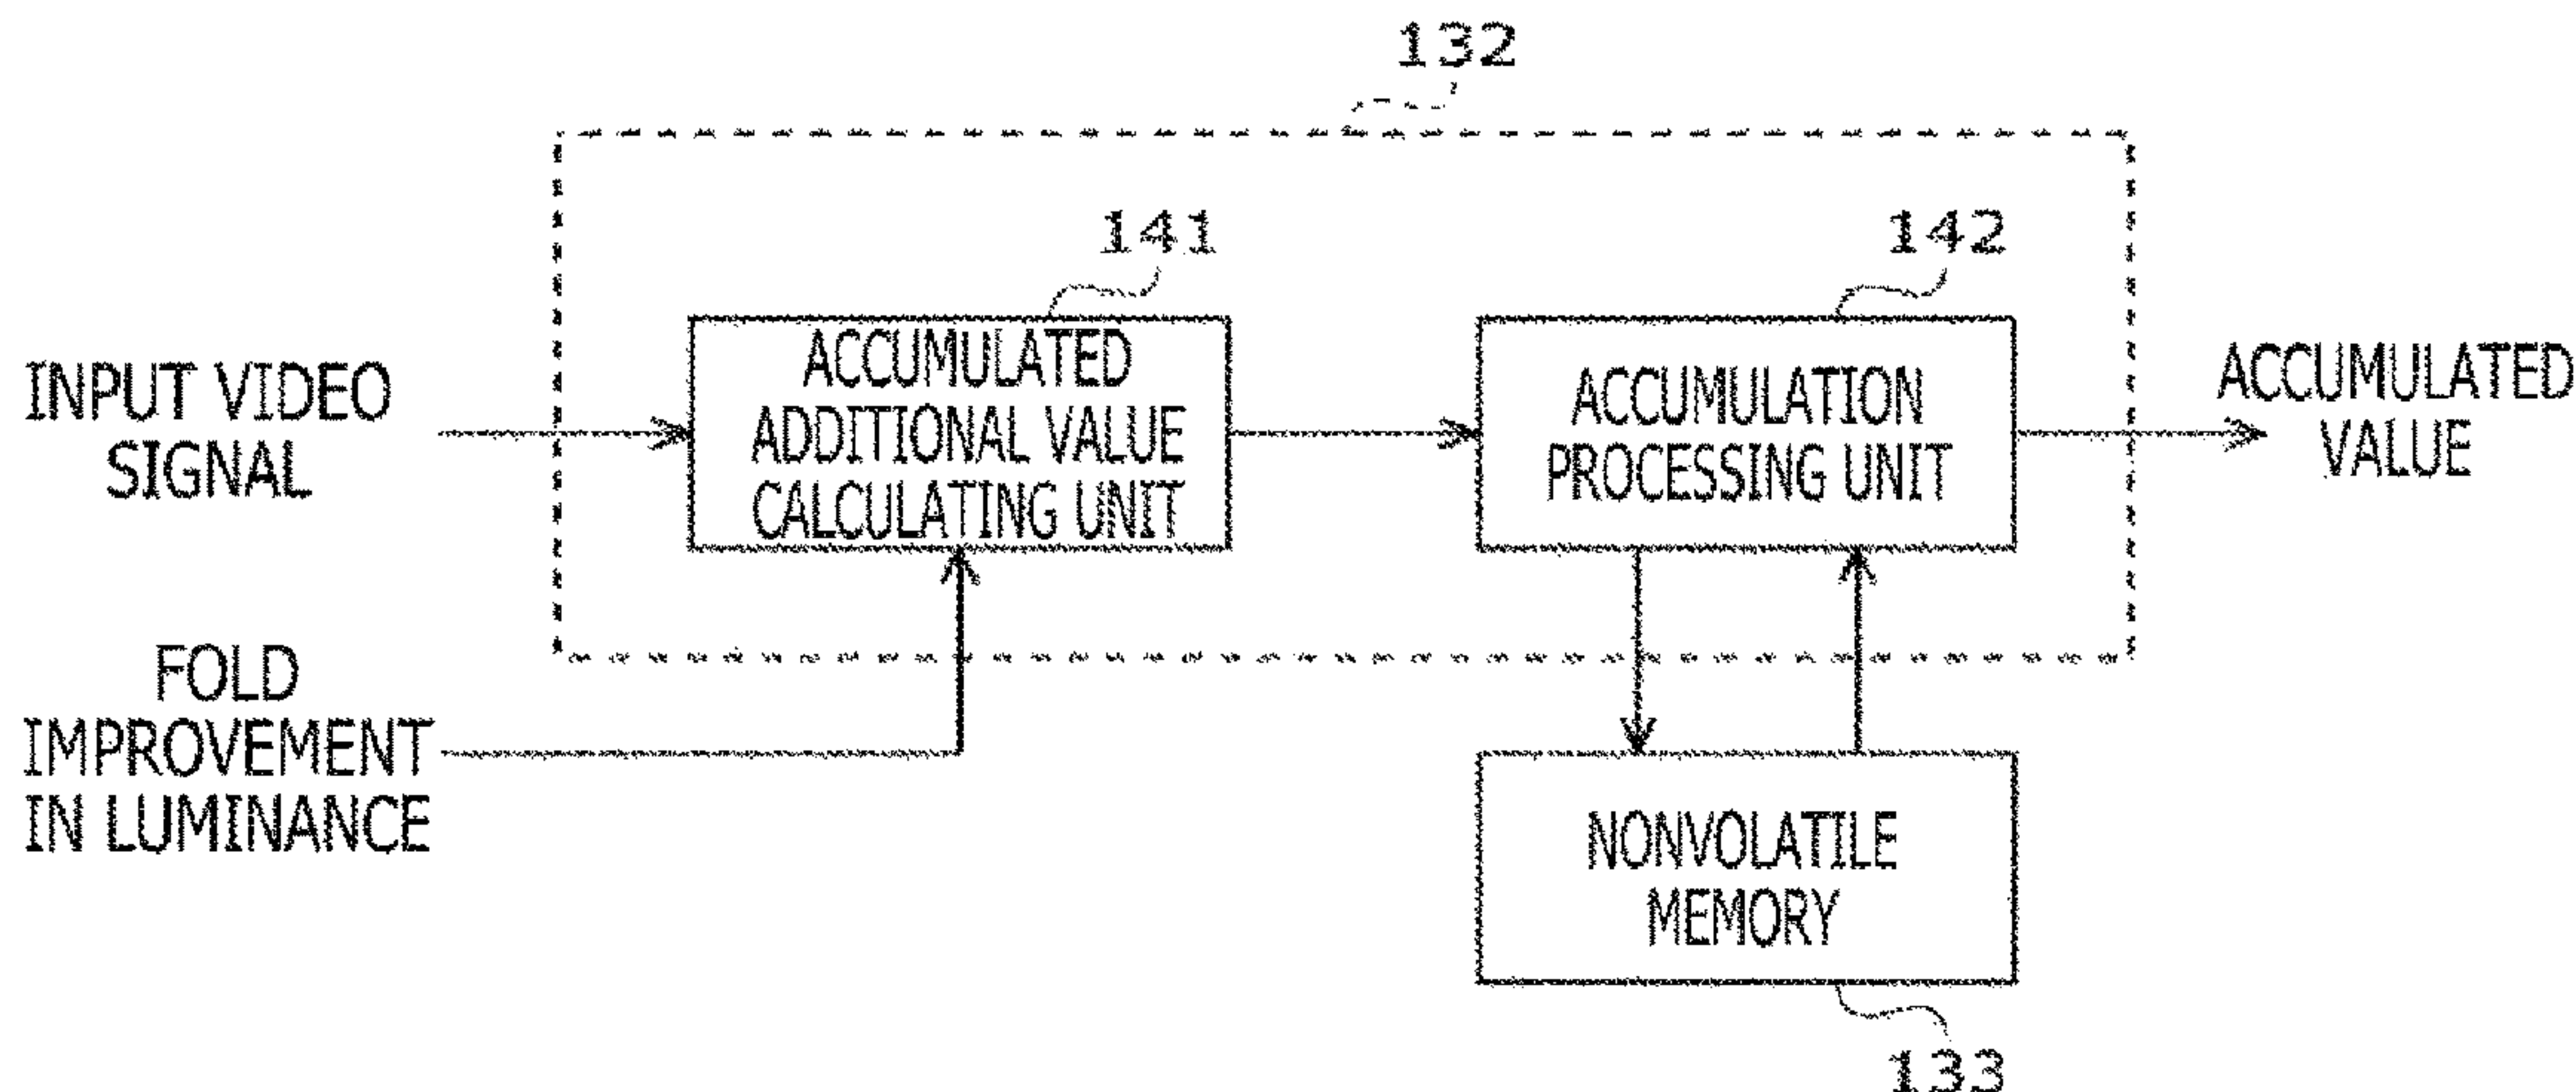 132
141
142
INPUT VIDEO
SIGNAL
ACCUMULATED
ADDITIONAL VALUE
CALCULATING UNIT
ACCUMULATION
PROCESSING UNIT
ACCUMULATED
VALUE
FOLD
IMPROVEMENT
IN LUMINANCE
NONVOLATILE
MEMORY
133